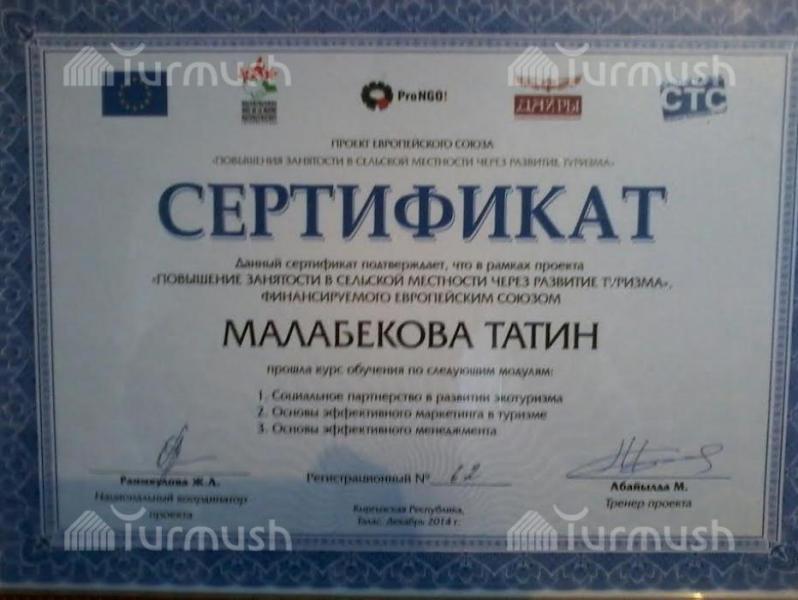 Turmush Turmush Turmush
ProNGO! ДАЙРЫ СТС
ПРОЕКТ ЕВРОПЕЙСКОГО СОЮЗА
«ПОВЫШЕНИЯ ЗАНЯТОСТИ В СЕЛЬСКОЙ МЕСТНОСТИ ЧЕРЕЗ РАЗВИТИЕ ТУРИЗМА»
СЕРТИФИКАТ
Данный сертификат подтверждает, что в рамках проекта
«ПОВЫШЕНИЕ ЗАНЯТОСТИ В СЕЛЬСКОЙ МЕСТНОСТИ ЧЕРЕЗ РАЗВИТИЕ ТУРИЗМА»,
ФИНАНСИРУЕМОГО ЕВРОПЕЙСКИМ СОЮЗОМ
МАЛАБЕКОВА ТАТИН
прошла курс обучения по следующим модулям:
1. Социальное партнерство в развитии экотуризма
2. Основы эффективного маркетинга в туризме
3. Основы эффективного менеджмента
Регистрационный № 62
Ж.А.
Национальный координатор
проекта
Абайылда М.
Тренер проекта
Кыргызская Республика,
Талас, Декабрь 2014 г.
Turmush Turmush Turmush